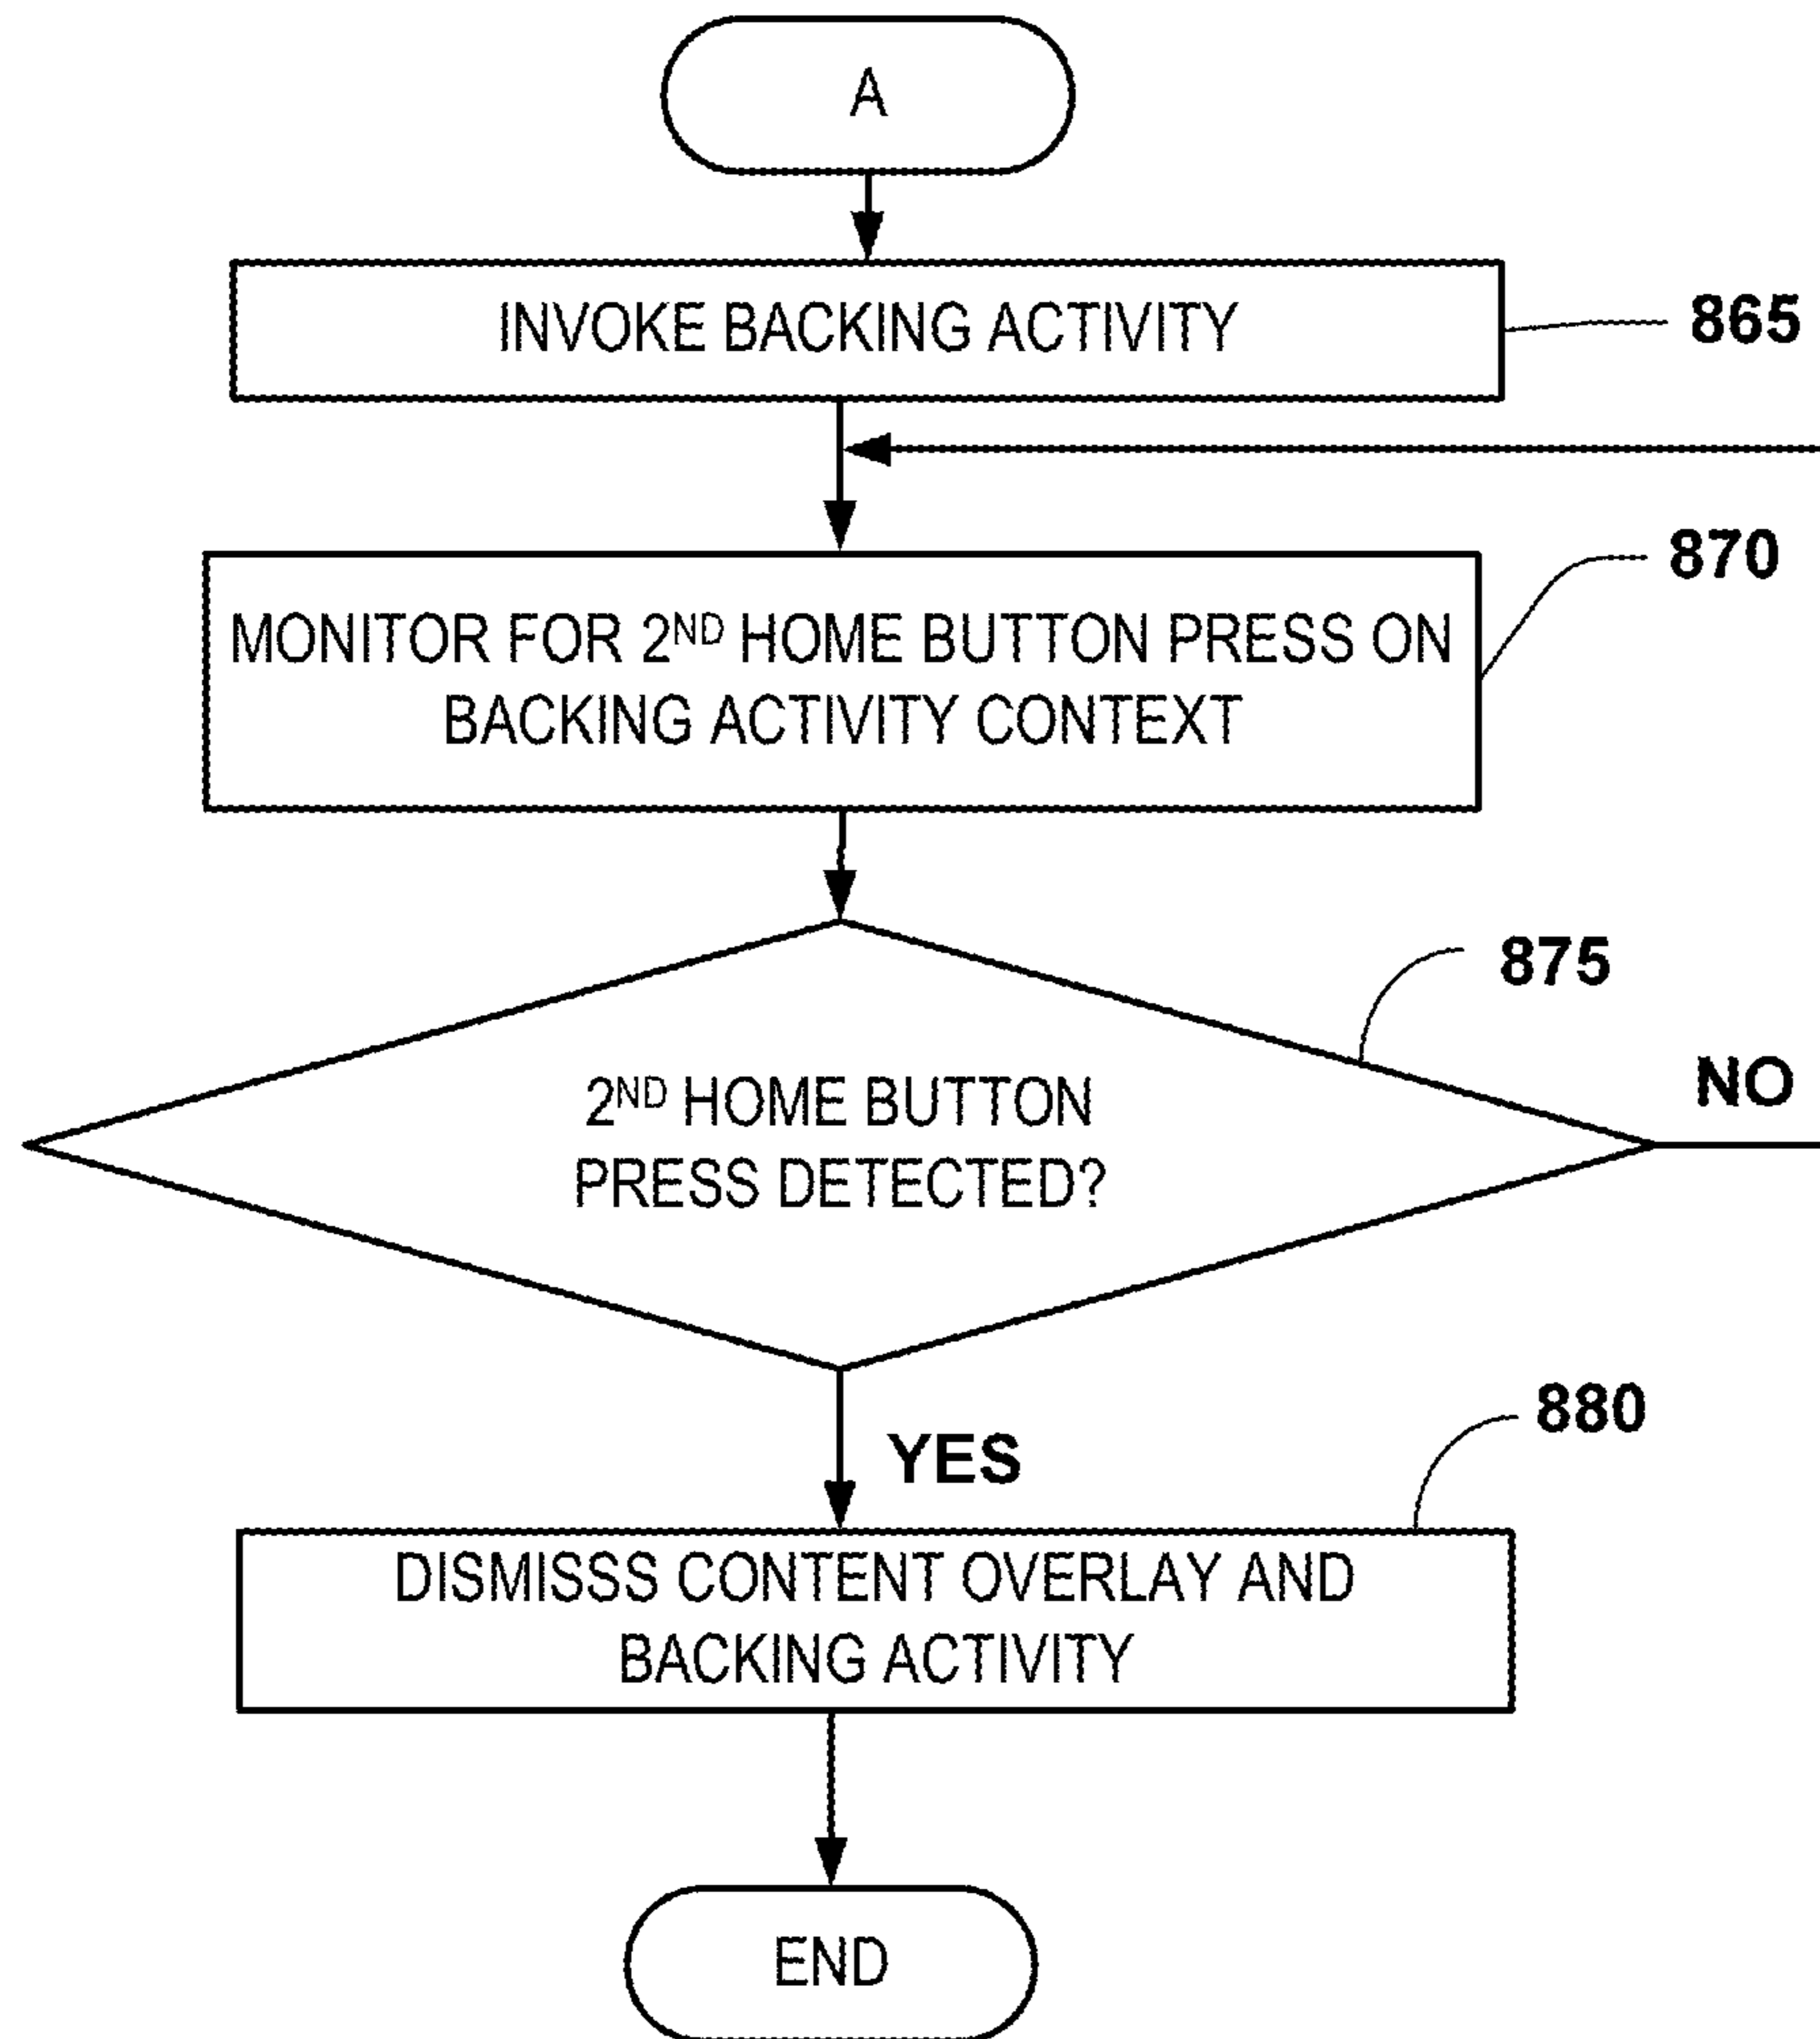 A
INVOKE BACKING ACTIVITY
865
870
MONITOR FOR 2ND HOME BUTTON PRESS ON
BACKING ACTIVITY CONTEXT
875
NO
2ND HOME BUTTON
PRESS DETECTED?
880
YES
DISMISSS CONTENT OVERLAY AND
BACKING ACTIVITY
END